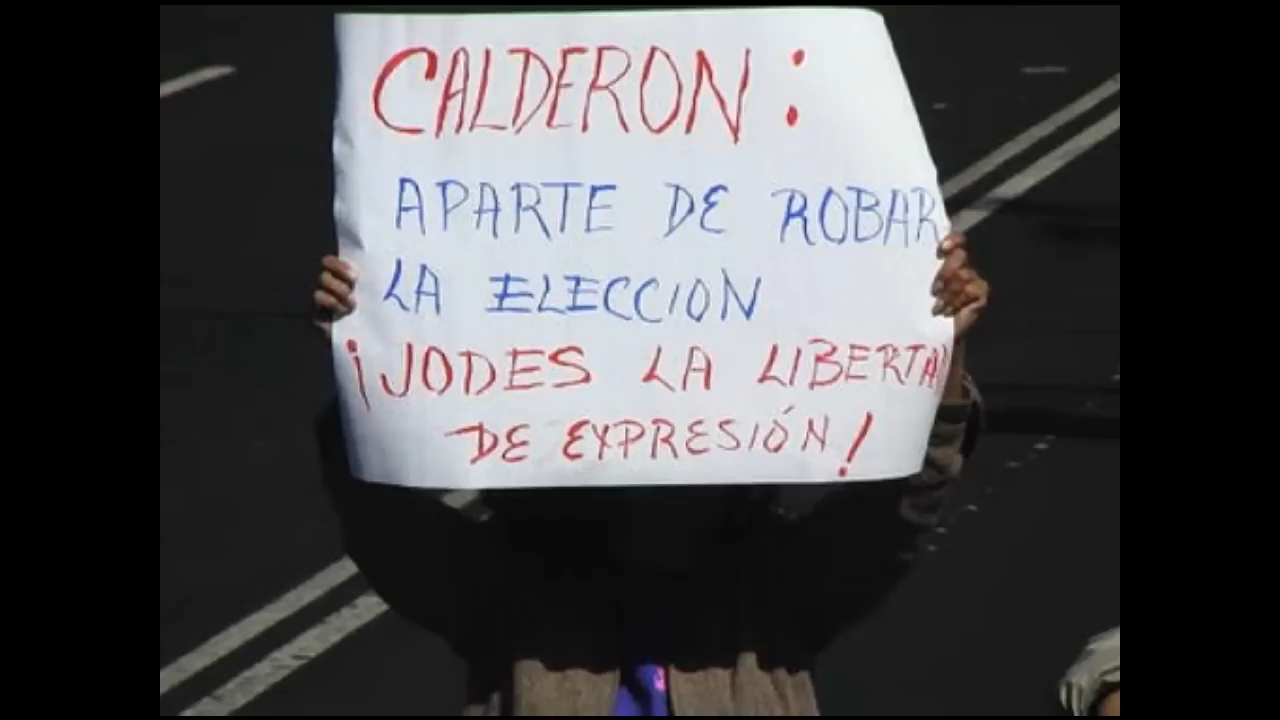 CALDERON:
APARTE DE ROBAR
LA ELECCION
¡JODES LA LIBERTAD
DE EXPRESIÓN!